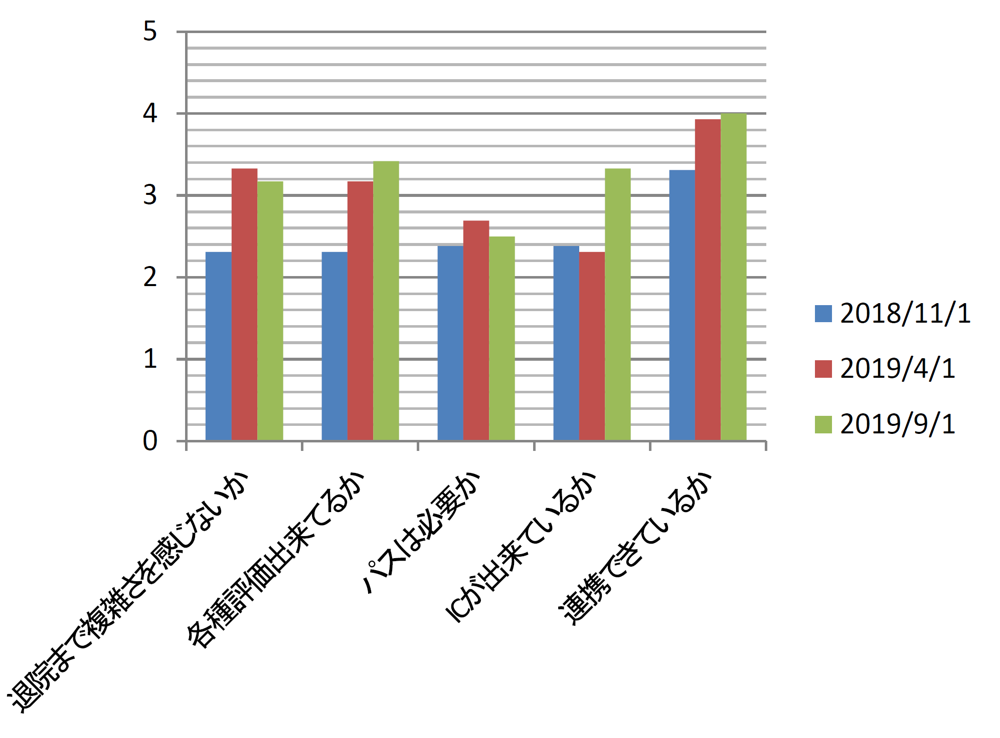 5
4
3
2
1
0
退院まで複雑さを感じないか
各種評価出来てるか
パスは必要か
ICが出来ているか
連携できているか
2018/11/1
2019/4/1
2019/9/1